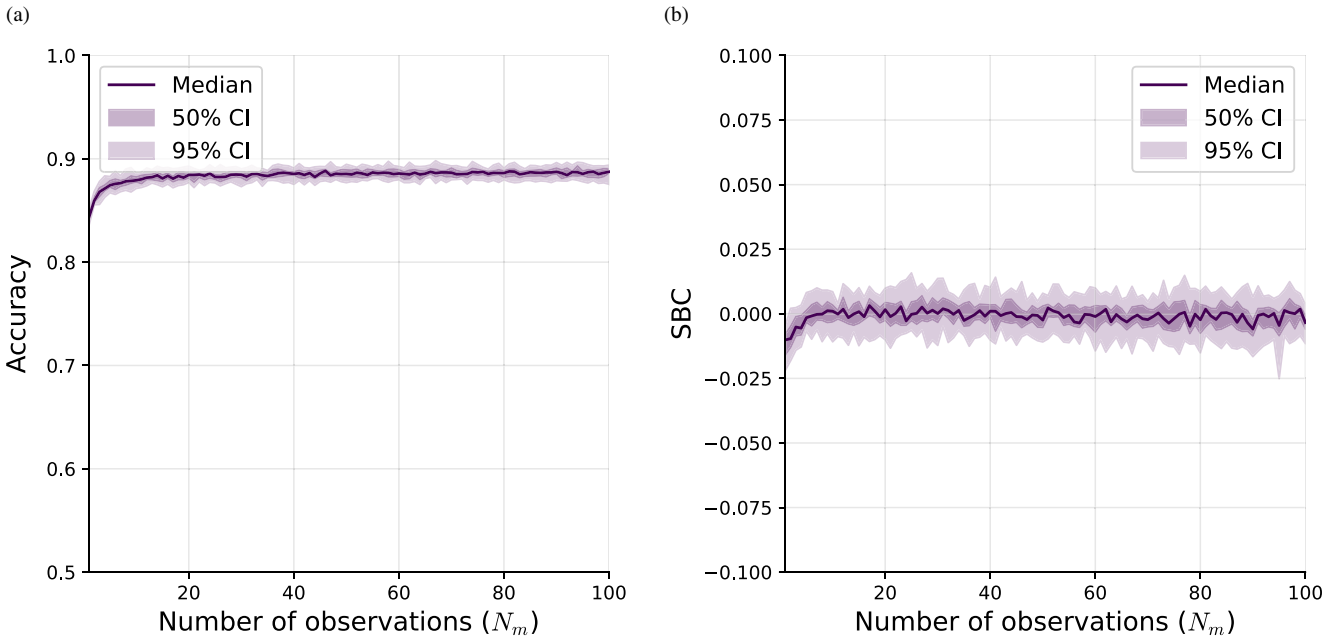 (a)
1.0
0.9
0.8
0.7
0.6
0.5
Accuracy
Median
50% CI
95% CI
20
40
60
80
100
Number of observations (N_m)
(b)
0.100
0.075
0.050
0.025
0.000
−0.025
−0.050
−0.075
−0.100
SBC
Median
50% CI
95% CI
20
40
60
80
100
Number of observations (N_m)